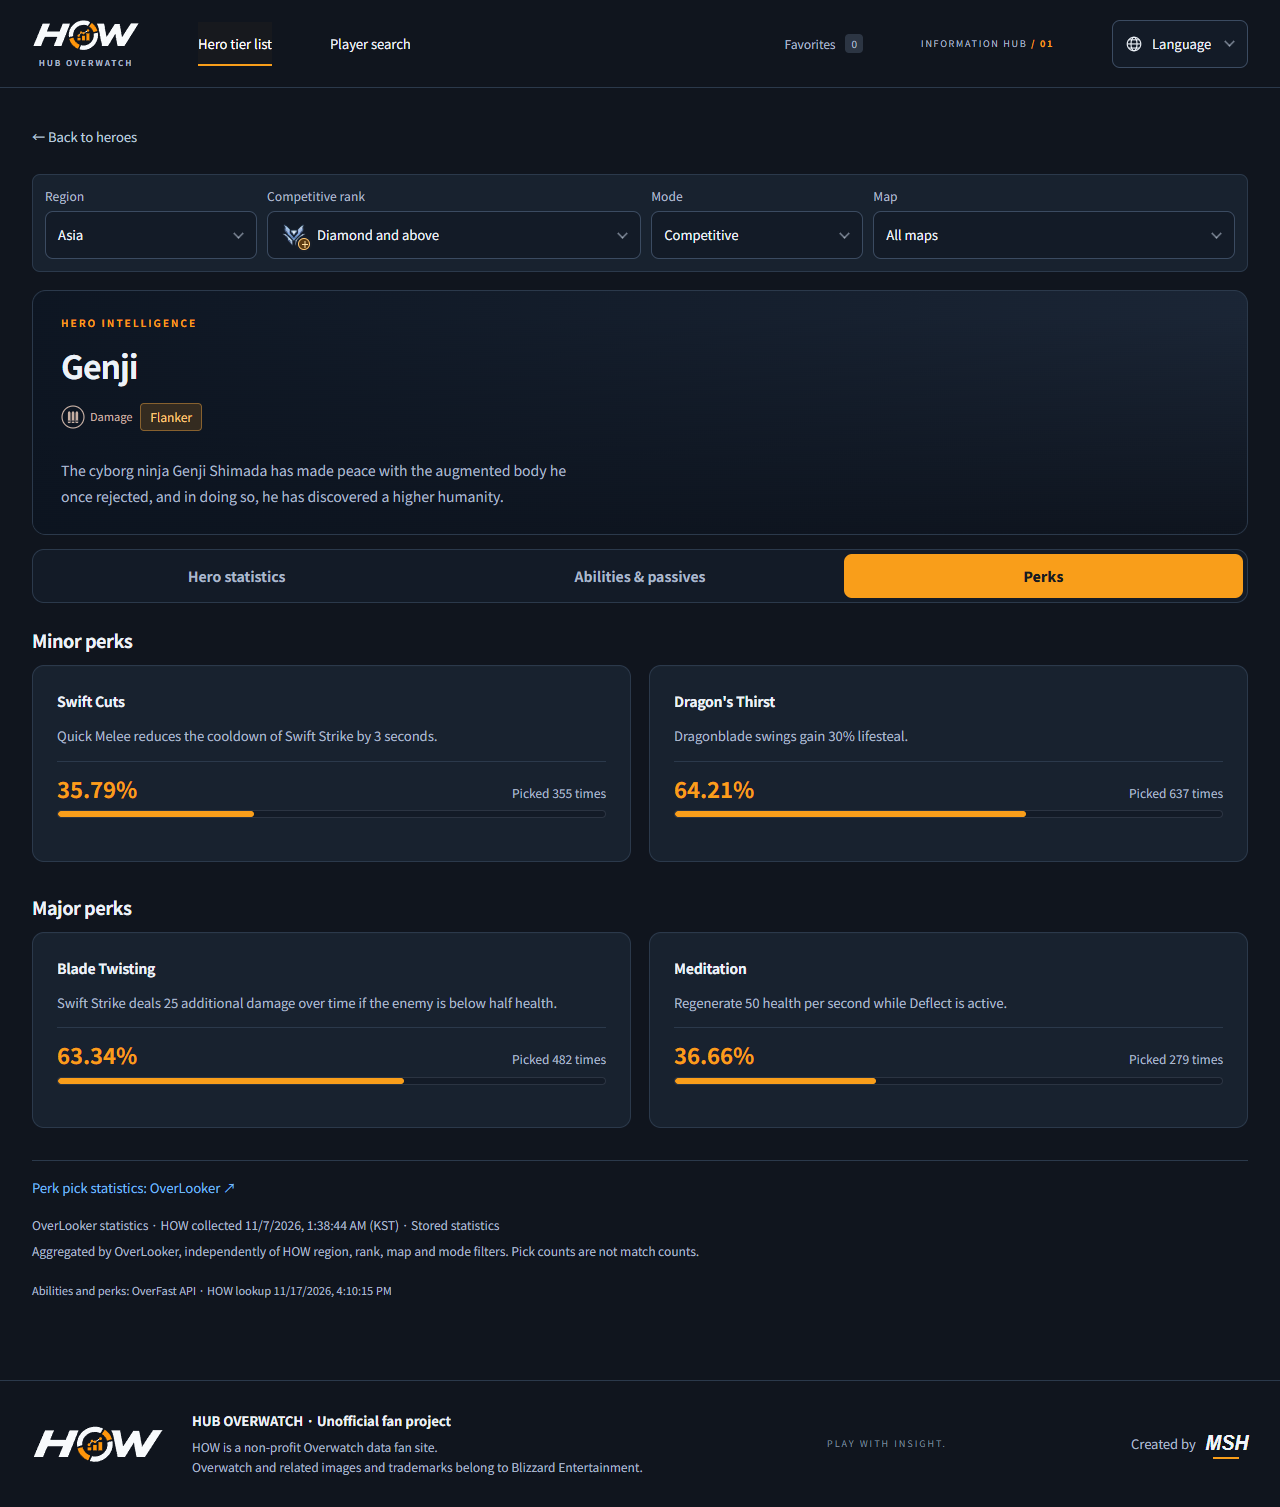 HOW
HUB OVERWATCH
Hero tier list
Player search
Favorites 0
INFORMATION HUB / 01
Language
← Back to heroes
Region
Competitive rank
Mode
Map
Asia
Diamond and above
Competitive
All maps
HERO INTELLIGENCE
Genji
Damage
Flanker
The cyborg ninja Genji Shimada has made peace with the augmented body he
once rejected, and in doing so, he has discovered a higher humanity.
Hero statistics
Abilities & passives
Perks
Minor perks
Swift Cuts
Quick Melee reduces the cooldown of Swift Strike by 3 seconds.
35.79%
Picked 355 times
Dragon's Thirst
Dragonblade swings gain 30% lifesteal.
64.21%
Picked 637 times
Major perks
Blade Twisting
Swift Strike deals 25 additional damage over time if the enemy is below half health.
63.34%
Picked 482 times
Meditation
Regenerate 50 health per second while Deflect is active.
36.66%
Picked 279 times
Perk pick statistics: OverLooker ↗
OverLooker statistics · HOW collected 11/7/2026, 1:38:44 AM (KST) · Stored statistics
Aggregated by OverLooker, independently of HOW region, rank, map and mode filters. Pick counts are not match counts.
Abilities and perks: OverFast API · HOW lookup 11/17/2026, 4:10:15 PM
HOW
HUB OVERWATCH · Unofficial fan project
HOW is a non-profit Overwatch data fan site.
Overwatch and related images and trademarks belong to Blizzard Entertainment.
PLAY WITH INSIGHT.
Created by MSH